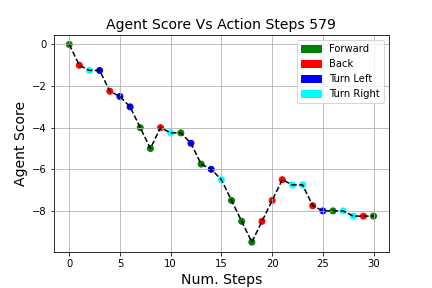 Agent Score Vs Action Steps 579
Agent Score
0
−2
−4
−6
−8
Forward
Back
Turn Left
Turn Right
0 5 10 15 20 25 30
Num. Steps